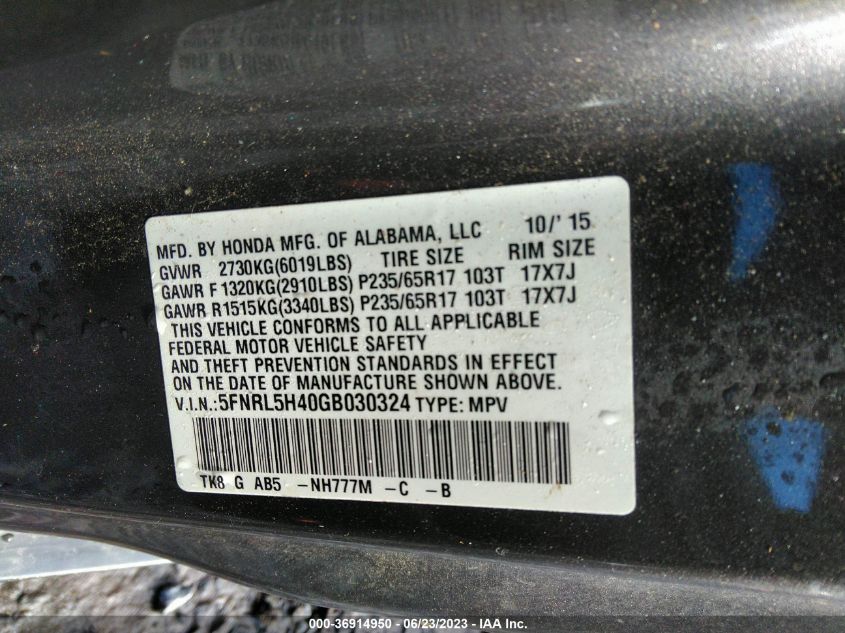 MFD. BY HONDA MFG. OF ALABAMA, LLC 10/'15
GVWR 2730KG(6019LBS) TIRE SIZE RIM SIZE
GAWR F 1320KG(2910LBS) P235/65R17 103T 17X7J
GAWR R1515KG(3340LBS) P235/65R17 103T 17X7J
THIS VEHICLE CONFORMS TO ALL APPLICABLE
FEDERAL MOTOR VEHICLE SAFETY
AND THEFT PREVENTION STANDARDS IN EFFECT
ON THE DATE OF MANUFACTURE SHOWN ABOVE.
V.I.N.:5FNRL5H40GB030324 TYPE: MPV
TK8 G AB5 -NH777M -C -B
000-36914950 - 06/23/2023 - IAA Inc.